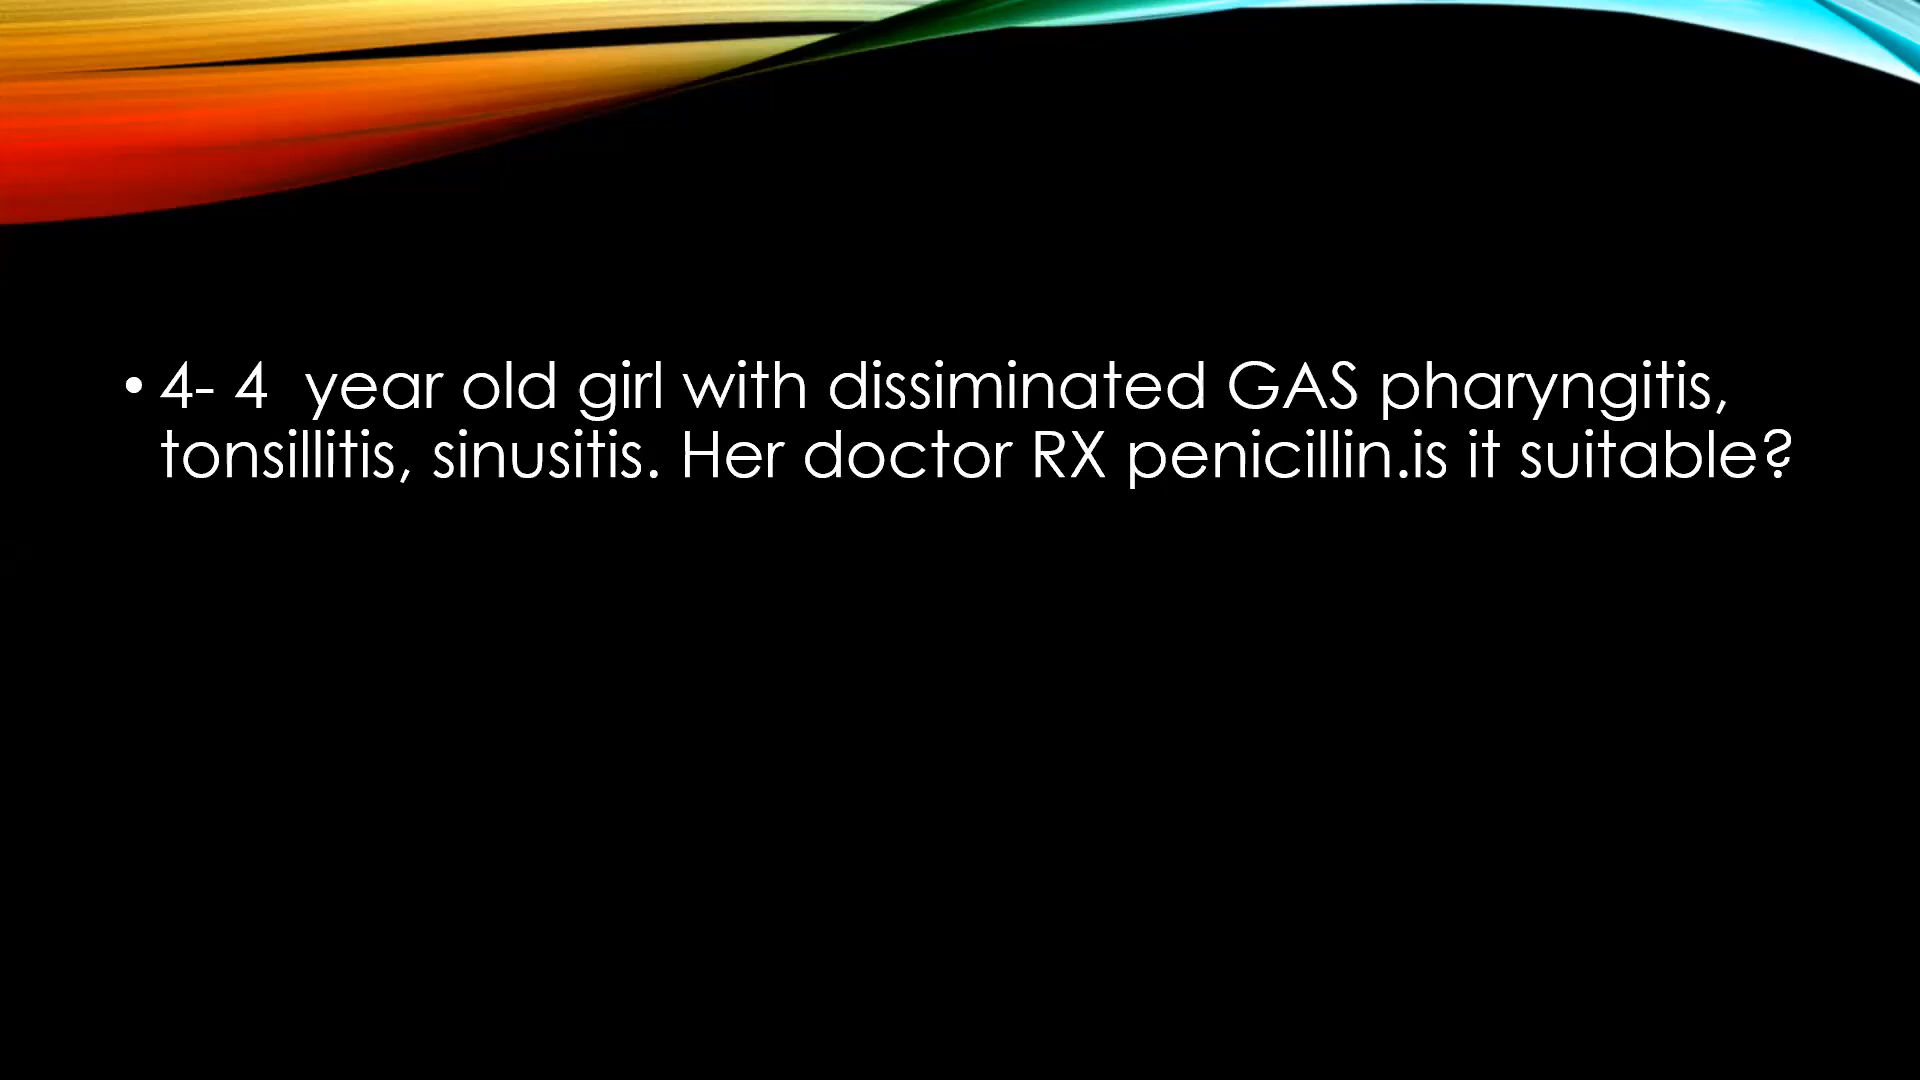 • 4- 4  year old girl with dissiminated GAS pharyngitis,
tonsillitis, sinusitis. Her doctor RX penicillin.is it suitable?